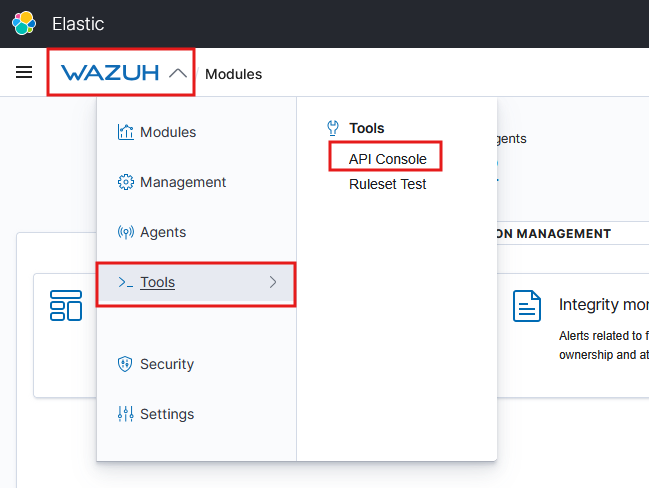 Elastic
WAZUH Modules
Modules
Management
Agents
Tools
Security
Settings
Tools
API Console
Ruleset Test
gents
ON MANAGEMENT
Integrity mor
Alerts related to f
ownership and at